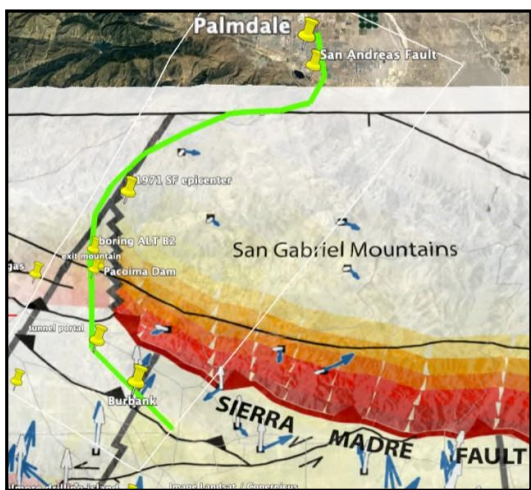 Palmdale
San Andreas Fault
1971 SF epicenter
boring ALT B2
exit mountain
Pacoima Dam
gas
San Gabriel Mountains
tunnel portal
Burbank
SIERRA
MADRE
FAULT
Image Landsat / Copernicus